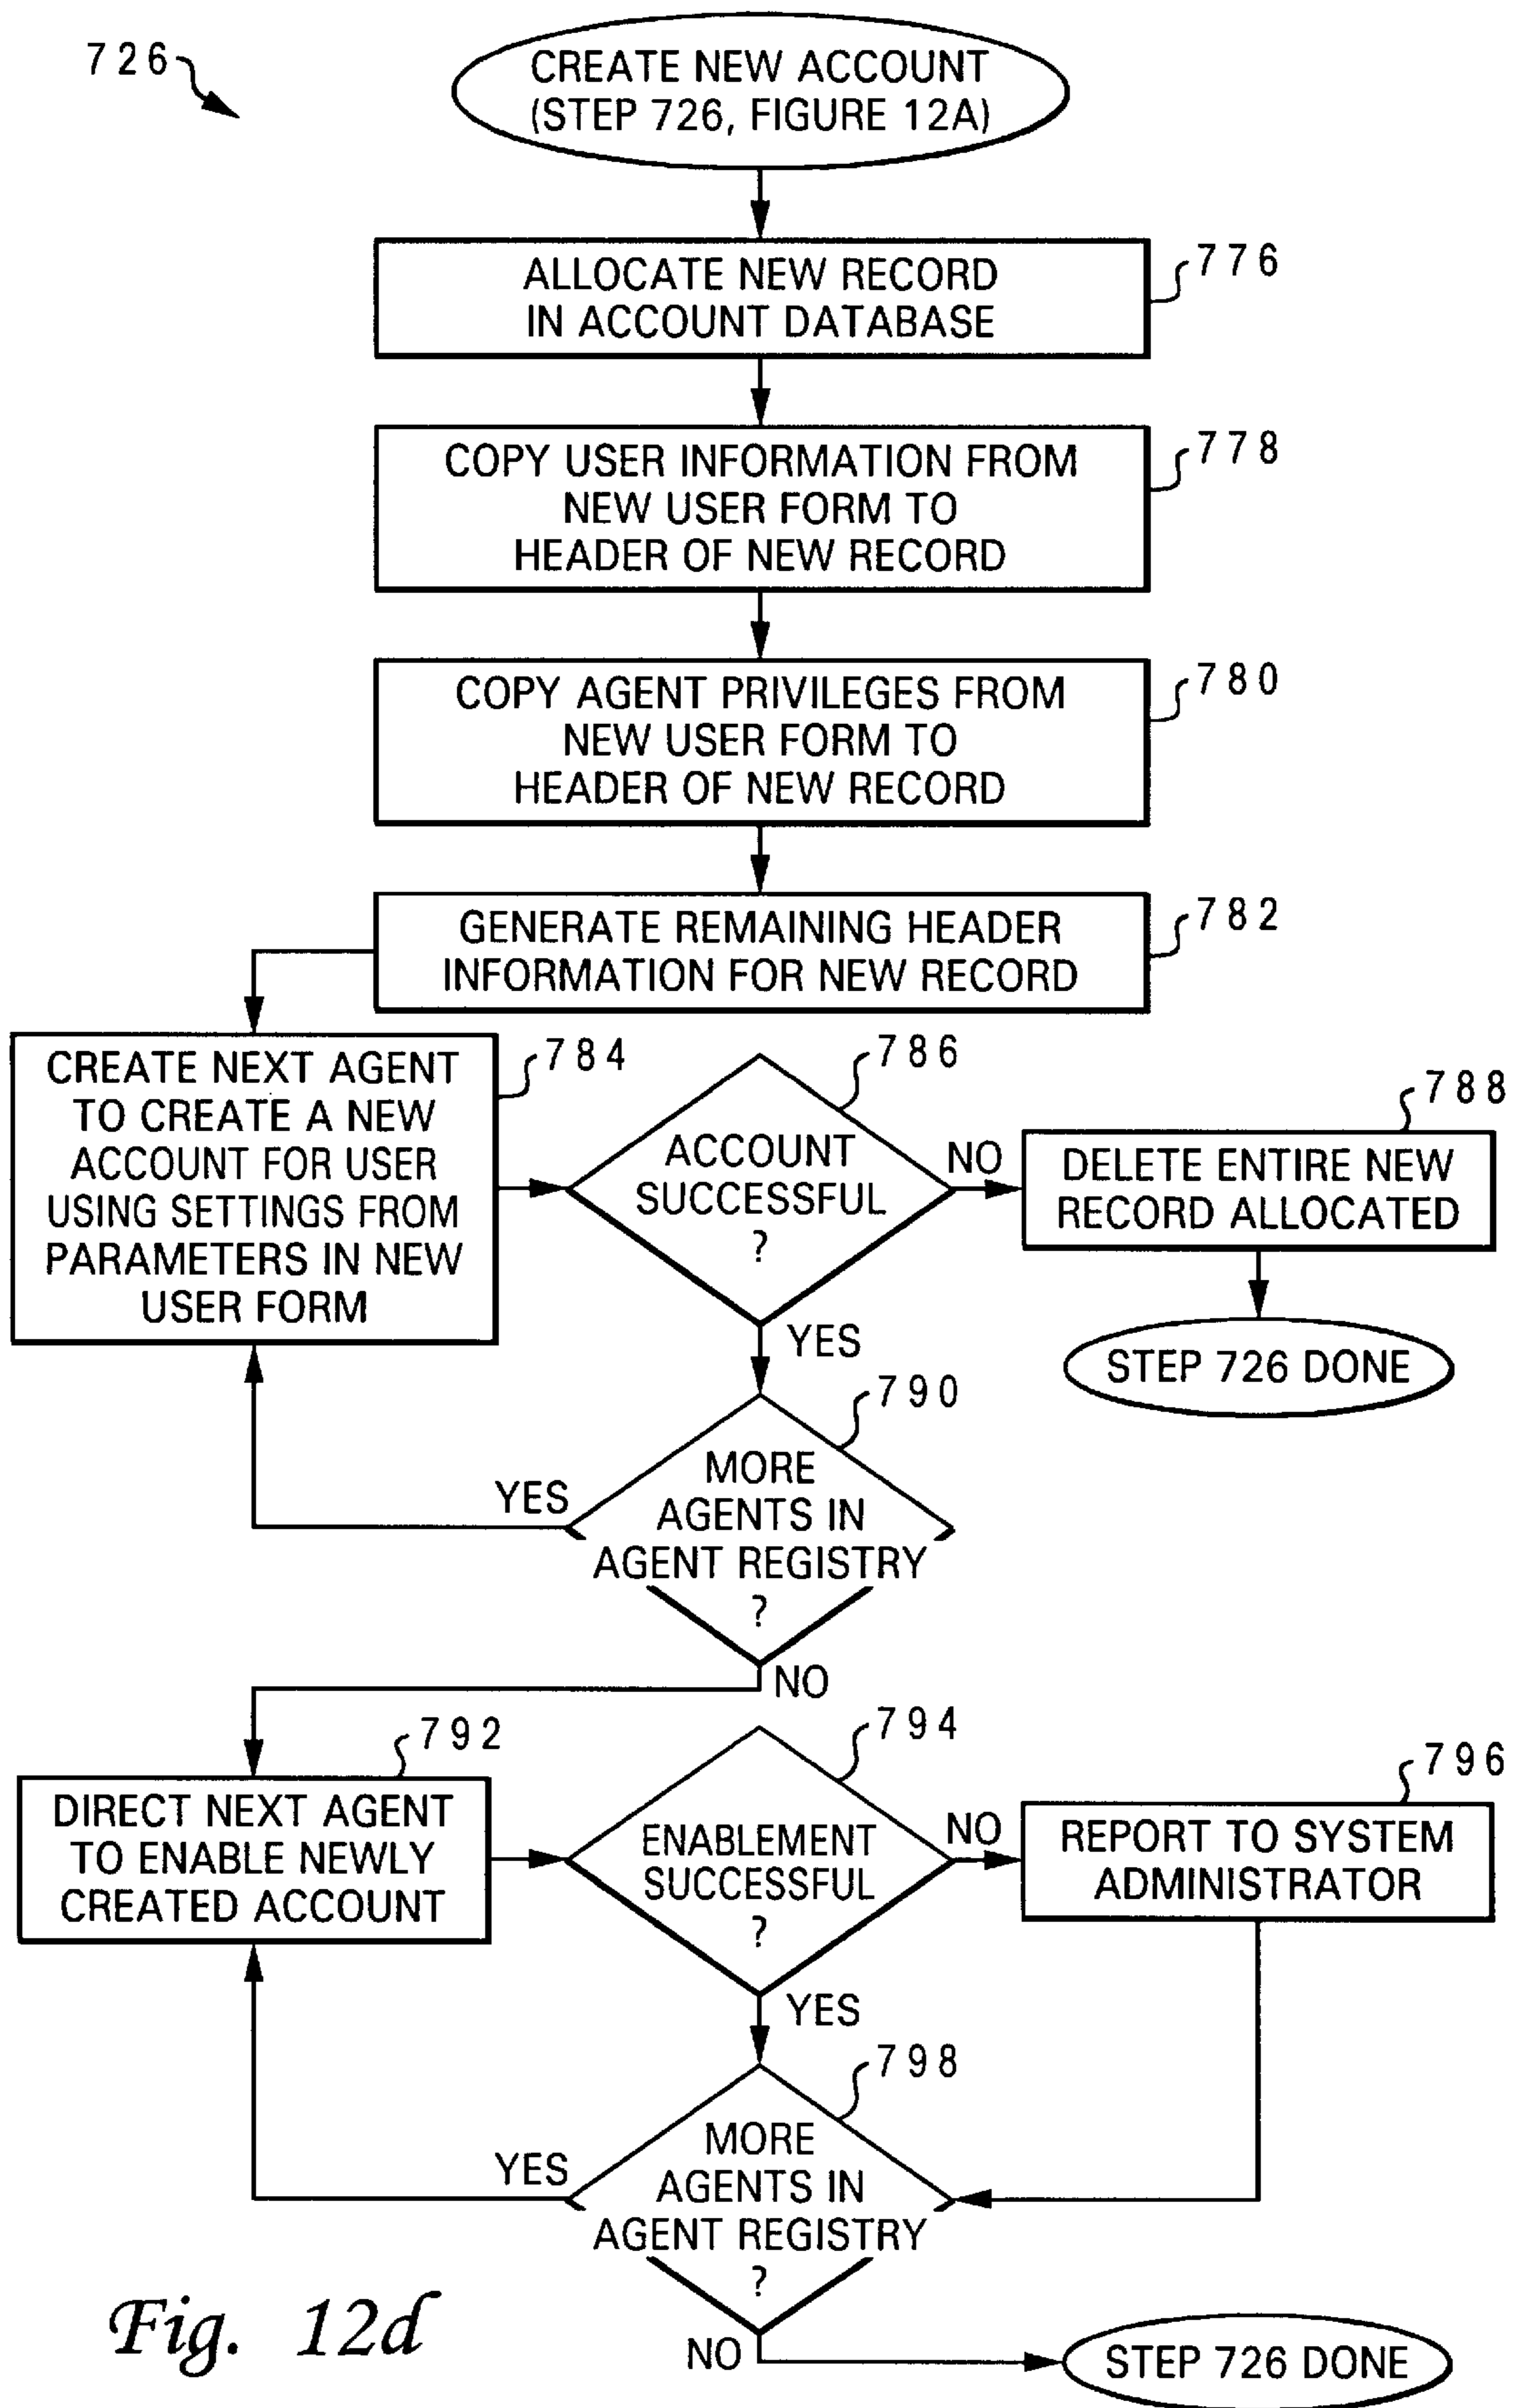 726
CREATE NEW ACCOUNT
(STEP 726, FIGURE 12A)
ALLOCATE NEW RECORD
IN ACCOUNT DATABASE
776
COPY USER INFORMATION FROM
NEW USER FORM TO
HEADER OF NEW RECORD
778
COPY AGENT PRIVILEGES FROM
NEW USER FORM TO
HEADER OF NEW RECORD
780
GENERATE REMAINING HEADER
INFORMATION FOR NEW RECORD
782
CREATE NEXT AGENT
TO CREATE A NEW
ACCOUNT FOR USER
USING SETTINGS FROM
PARAMETERS IN NEW
USER FORM
784
ACCOUNT
SUCCESSFUL
?
786
NO
DELETE ENTIRE NEW
RECORD ALLOCATED
788
STEP 726 DONE
YES
MORE
AGENTS IN
AGENT REGISTRY
?
790
YES
NO
DIRECT NEXT AGENT
TO ENABLE NEWLY
CREATED ACCOUNT
792
ENABLEMENT
SUCCESSFUL
?
794
NO
REPORT TO SYSTEM
ADMINISTRATOR
796
YES
MORE
AGENTS IN
AGENT REGISTRY
?
798
YES
NO
STEP 726 DONE
Fig. 12d